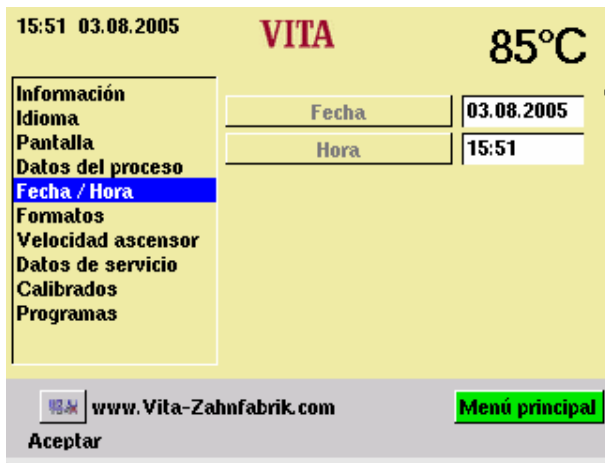 15:51 03.08.2005
VITA
85°C
Información
Idioma
Pantalla
Datos del proceso
Fecha / Hora
Formatos
Velocidad ascensor
Datos de servicio
Calibrados
Programas
Fecha 03.08.2005
Hora 15:51
www.Vita-Zahnfabrik.com
Menú principal
Aceptar